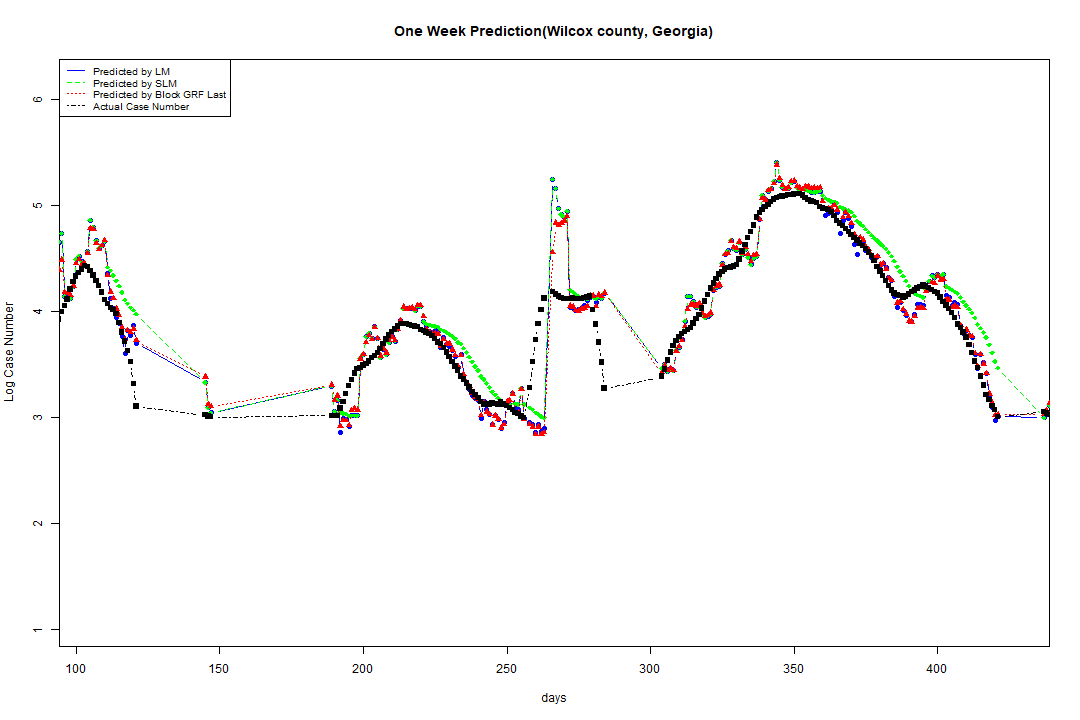 One Week Prediction(Wilcox county, Georgia)
Predicted by LM
Predicted by SLM
Predicted by Block GRF Last
Actual Case Number
6
5
4
3
2
1
Log Case Number
100 150 200 250 300 350 400
days